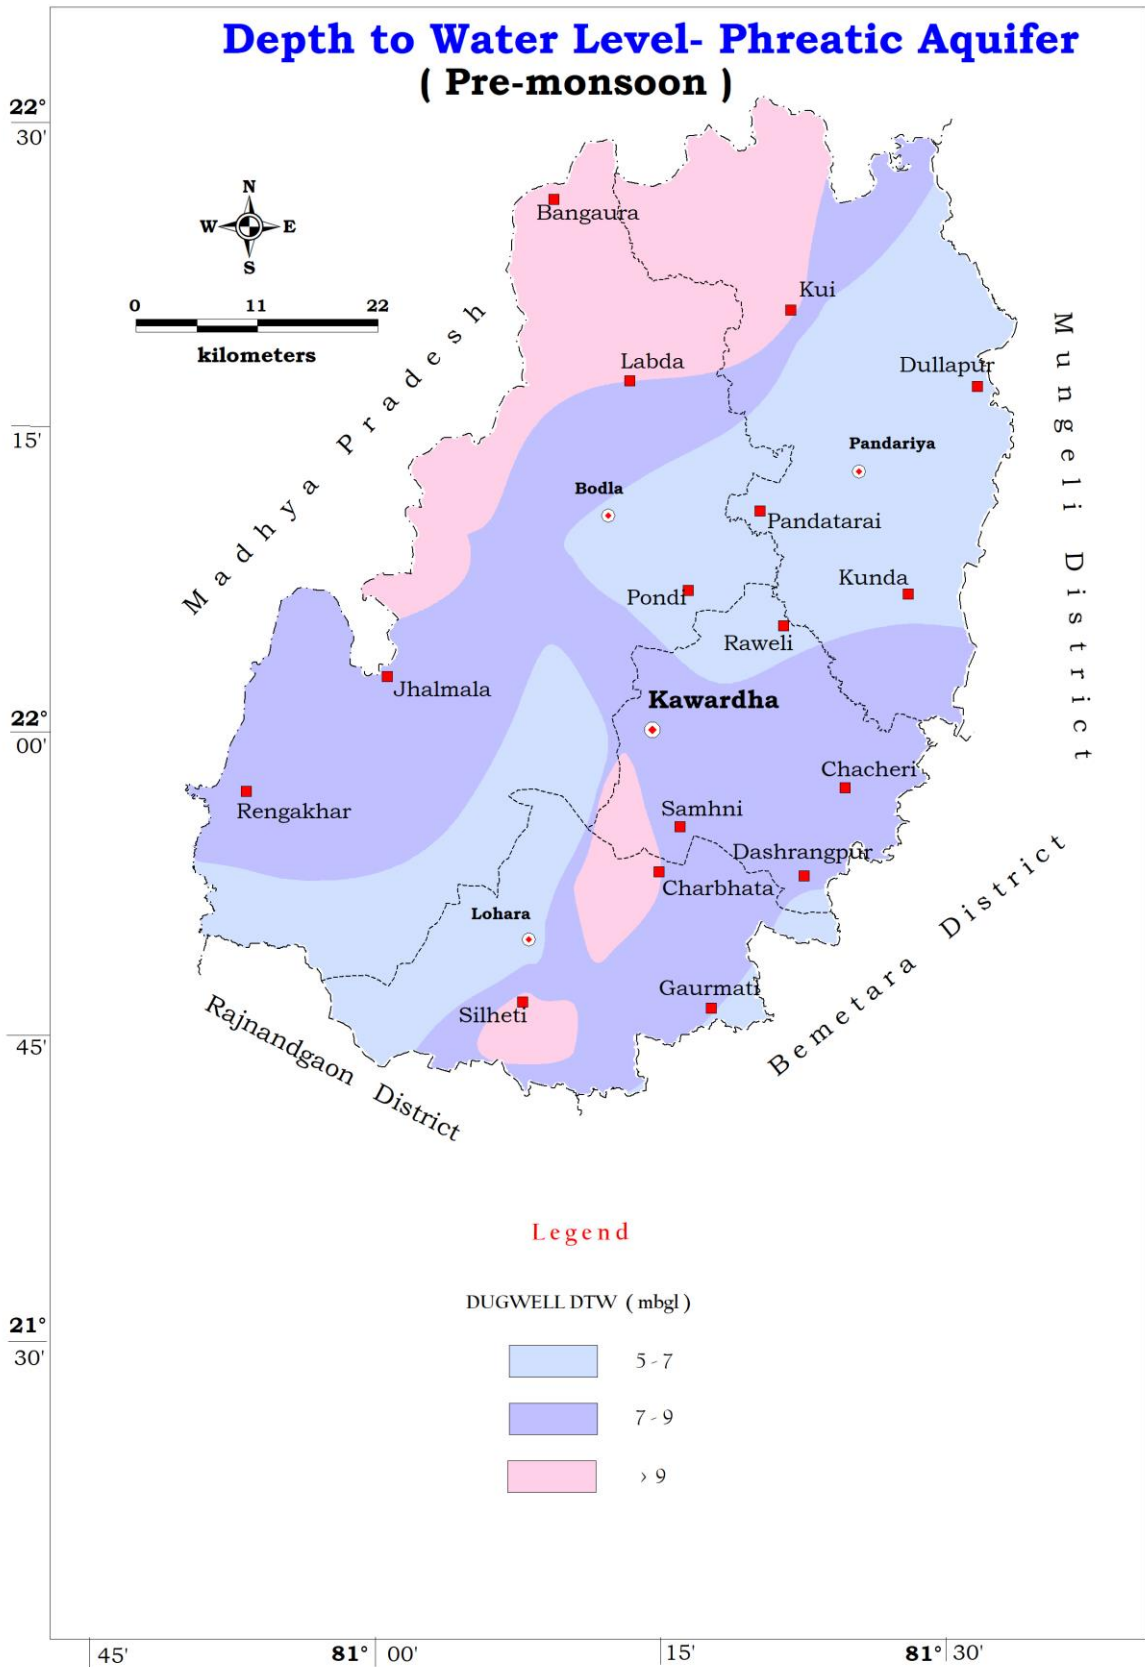 Depth to Water Level- Phreatic Aquifer
( Pre-monsoon )
22°
30'
N
W E
S
Bangaura
0 11 22
kilometers
Kui
Labda
Dullapur
Madhya Pradesh
Mungeli District
15'
Pandariya
Bodla
Pandatarai
Kunda
Pondi
Raweli
Jhalmala
Kawardha
22°
00'
Chacheri
Rengakhar
Samhni
Dashrangpur
Charbhata
Lohara
Gaurmati
Silheti
Bemetara District
Rajnandgaon District
45'
Legend
DUGWELL DTW ( mbgl )
5 - 7
7 - 9
> 9
21°
30'
45' 81° 00' 15' 81° 30'